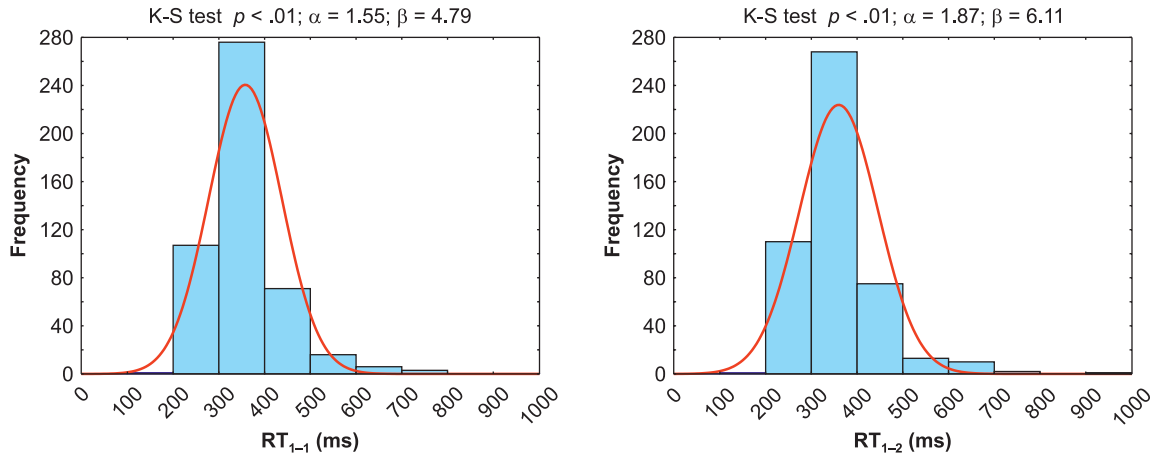 K-S test p < .01; α = 1.55; β = 4.79
280
240
200
160
120
80
40
0
Frequency
0 100 200 300 400 500 600 700 800 900 1000
RT1–1 (ms)
K-S test p < .01; α = 1.87; β = 6.11
280
240
200
160
120
80
40
0
Frequency
0 100 200 300 400 500 600 700 800 900 1000
RT1–2 (ms)